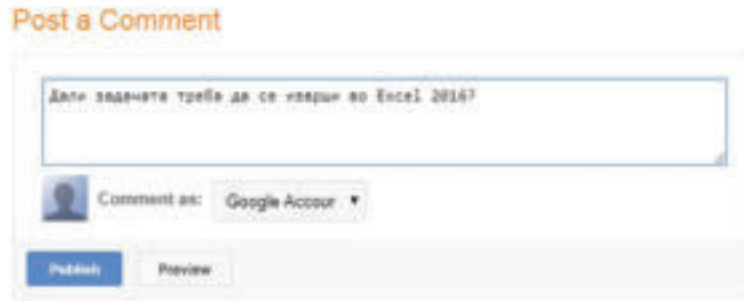 Post a Comment
Дали задачата треба да се изврши во Excel 2016?
Comment as:
Google Accour
Publish
Preview